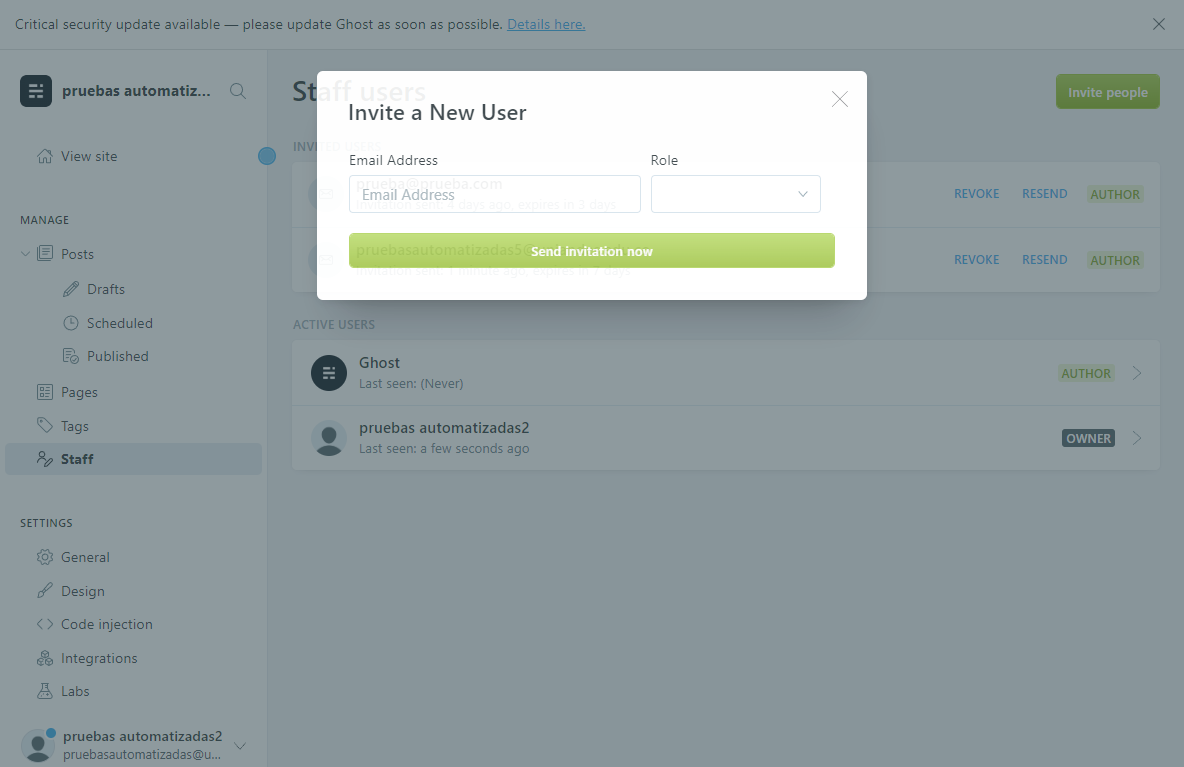 Critical security update available — please update Ghost as soon as possible. Details here.
pruebas automatiz...
View site
MANAGE
Posts
Drafts
Scheduled
Published
Pages
Tags
Staff
SETTINGS
General
Design
Code injection
Integrations
Labs
pruebas automatizadas2
pruebasautomatizadas@u...
Staff users
Invite people
INVITED USERS
Invite a New User
Email Address
Role
Email Address
prueba@prueba.com
Invitation sent: 4 days ago, expires in 3 days
REVOKE RESEND AUTHOR
Send invitation now
pruebasautomatizadas5@
Invitation sent: 1 minute ago, expires in 7 days
REVOKE RESEND AUTHOR
ACTIVE USERS
Ghost
Last seen: (Never)
AUTHOR
pruebas automatizadas2
Last seen: a few seconds ago
OWNER